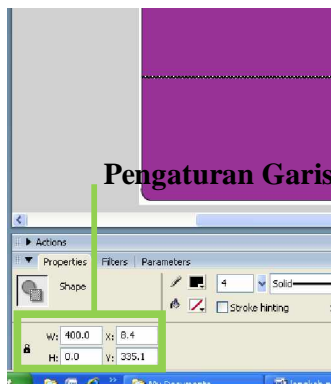 Pengaturan Garis
Actions
Properties Filters Parameters
Shape
4 Solid
Stroke hinting
W: 400.0 X: 8.4
H: 0.0 Y: 335.1
My Documents